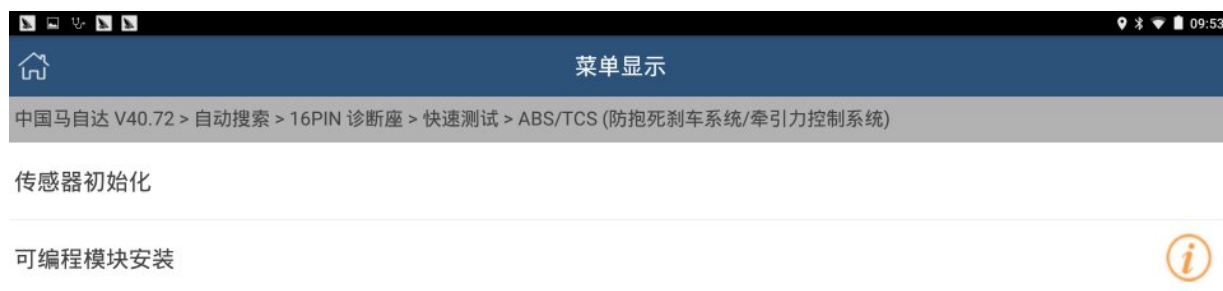 09:53
菜单显示
中国马自达 V40.72 > 自动搜索 > 16PIN 诊断座 > 快速测试 > ABS/TCS (防抱死刹车系统/牵引力控制系统)
传感器初始化
可编程模块安装
i